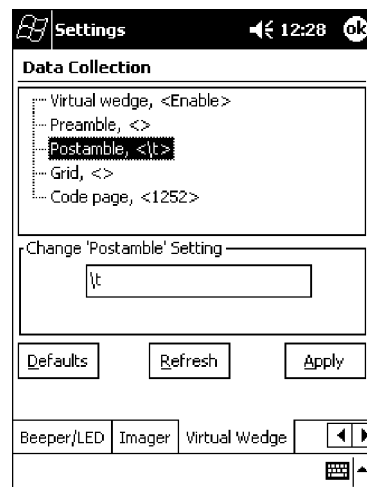 Settings 12:28 ok
Data Collection
Virtual wedge, <Enable>
Preamble, <>
Postamble, <\t>
Grid, <>
Code page, <1252>
Change 'Postamble' Setting
\t
Defaults Refresh Apply
Beeper/LED Imager Virtual Wedge